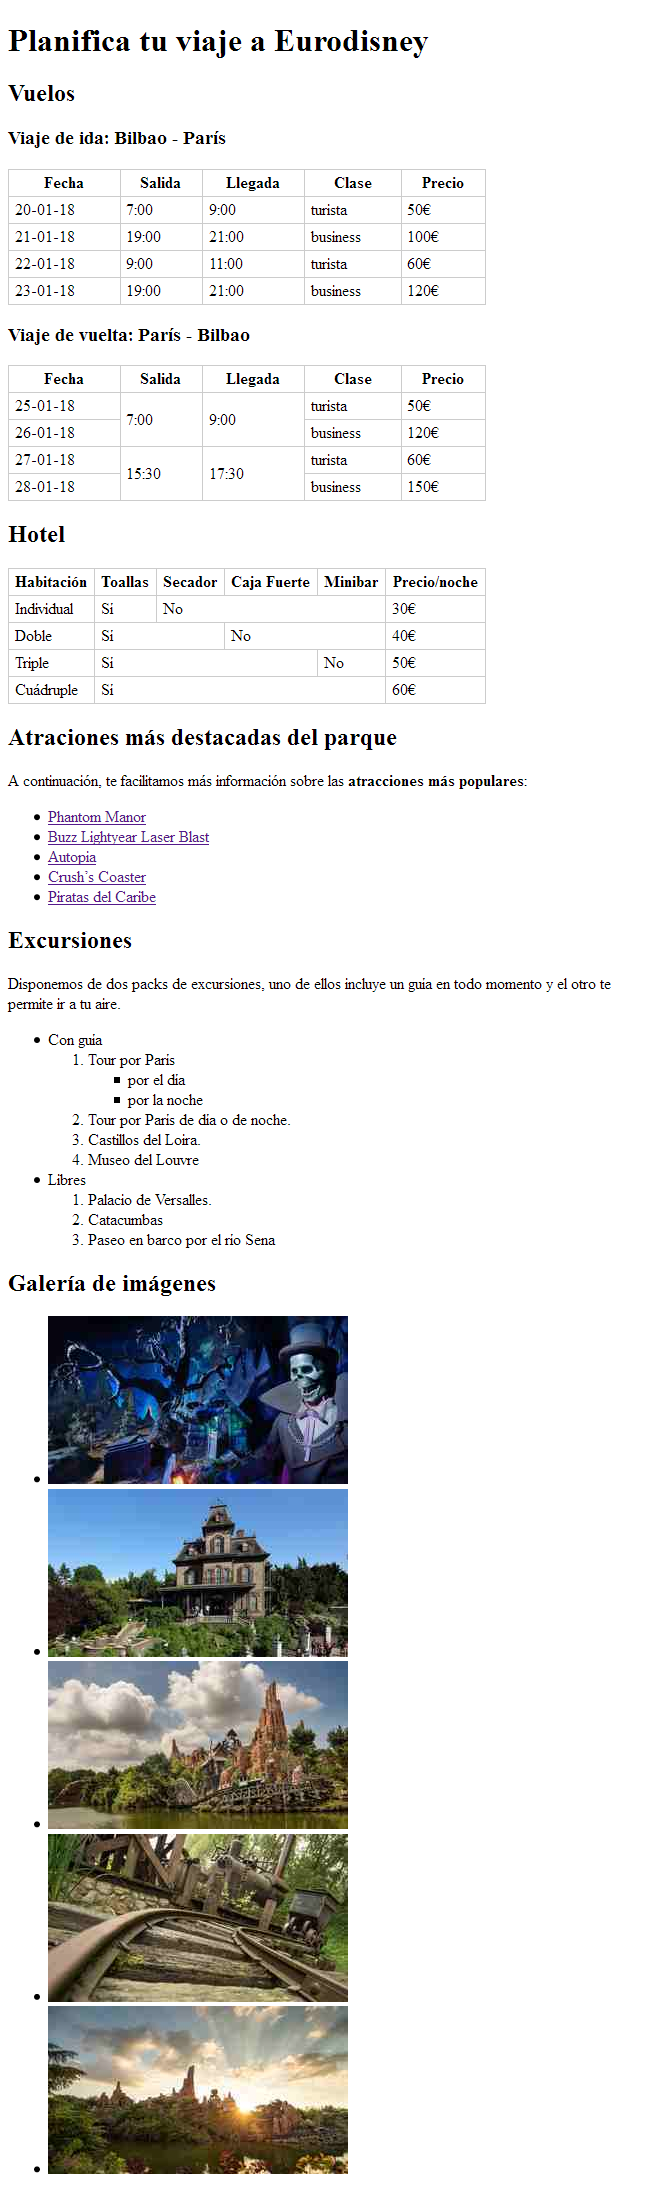 Planifica tu viaje a Eurodisney
Vuelos
Viaje de ida: Bilbao - París
Fecha Salida Llegada Clase Precio
20-01-18 7:00 9:00 turista 50€
21-01-18 19:00 21:00 business 100€
22-01-18 9:00 11:00 turista 60€
23-01-18 19:00 21:00 business 120€
Viaje de vuelta: París - Bilbao
Fecha Salida Llegada Clase Precio
25-01-18 7:00 9:00 turista 50€
26-01-18 business 120€
27-01-18 15:30 17:30 turista 60€
28-01-18 business 150€
Hotel
Habitación Toallas Secador Caja Fuerte Minibar Precio/noche
Individual Sí No 30€
Doble Sí No 40€
Triple Sí No 50€
Cuádruple Sí 60€
Atraciones más destacadas del parque
A continuación, te facilitamos más información sobre las atracciones más populares:
Phantom Manor
Buzz Lightyear Laser Blast
Autopia
Crush's Coaster
Piratas del Caribe
Excursiones
Disponemos de dos packs de excursiones, uno de ellos incluye un guía en todo momento y el otro te
permite ir a tu aire.
Con guía
1. Tour por París
por el día
por la noche
2. Tour por París de día o de noche.
3. Castillos del Loira.
4. Museo del Louvre
Libres
1. Palacio de Versalles.
2. Catacumbas
3. Paseo en barco por el río Sena
Galería de imágenes